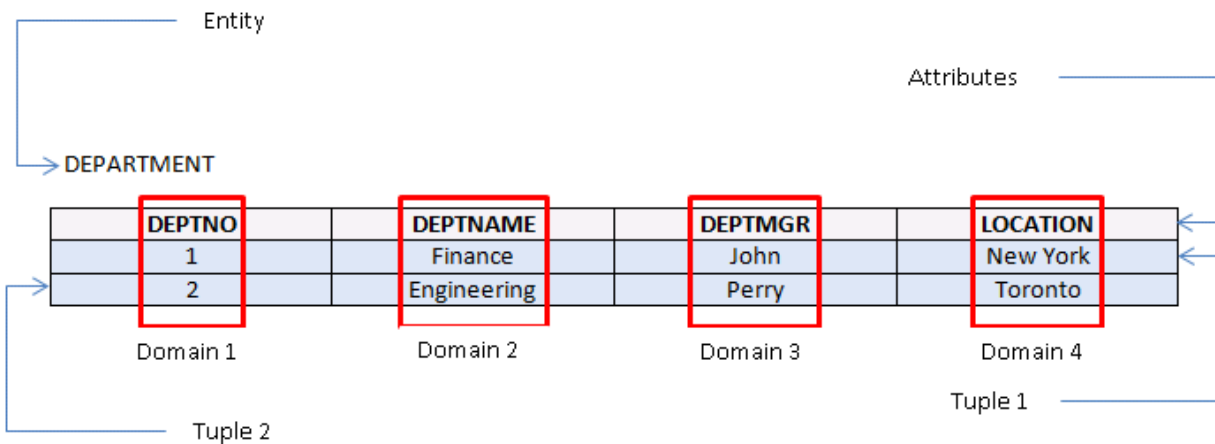 Entity
Attributes
DEPARTMENT
DEPTNO DEPTNAME DEPTMGR LOCATION
1 Finance John New York
2 Engineering Perry Toronto
Domain 1 Domain 2 Domain 3 Domain 4
Tuple 1
Tuple 2